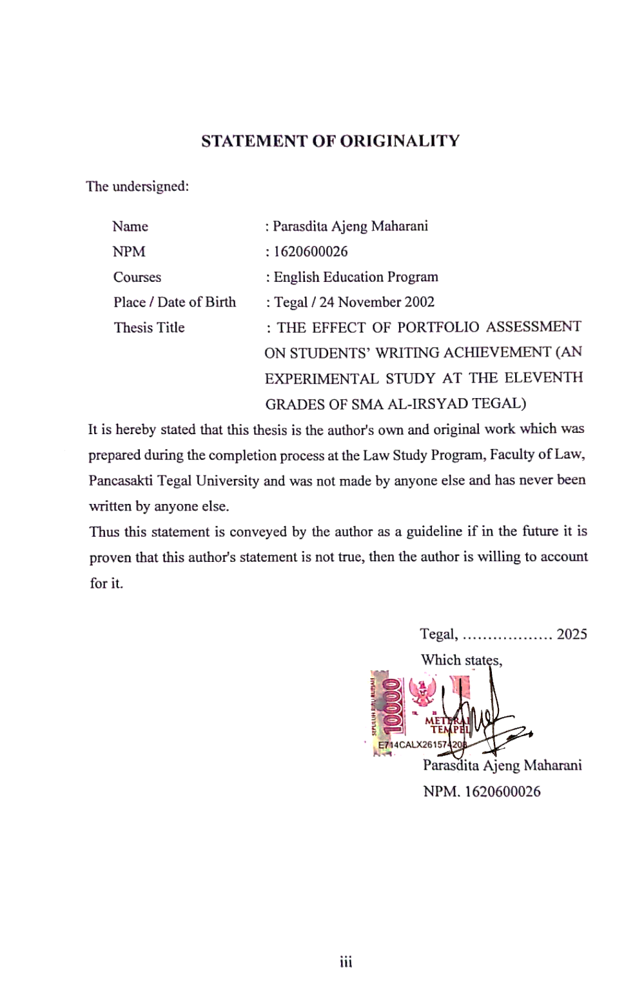 STATEMENT OF ORIGINALITY
The undersigned:
Name : Parasdita Ajeng Maharani
NPM : 1620600026
Courses : English Education Program
Place / Date of Birth : Tegal / 24 November 2002
Thesis Title : THE EFFECT OF PORTFOLIO ASSESSMENT
ON STUDENTS' WRITING ACHIEVEMENT (AN
EXPERIMENTAL STUDY AT THE ELEVENTH
GRADES OF SMA AL-IRSYAD TEGAL)
It is hereby stated that this thesis is the author's own and original work which was
prepared during the completion process at the Law Study Program, Faculty of Law,
Pancasakti Tegal University and was not made by anyone else and has never been
written by anyone else.
Thus this statement is conveyed by the author as a guideline if in the future it is
proven that this author's statement is not true, then the author is willing to account
for it.
Tegal, .................. 2025
Which states,
SEPULUH RIBU RUPIAH
10000
METERAI
TEMPEL
E714CALX261574208
Parasdita Ajeng Maharani
NPM. 1620600026
iii